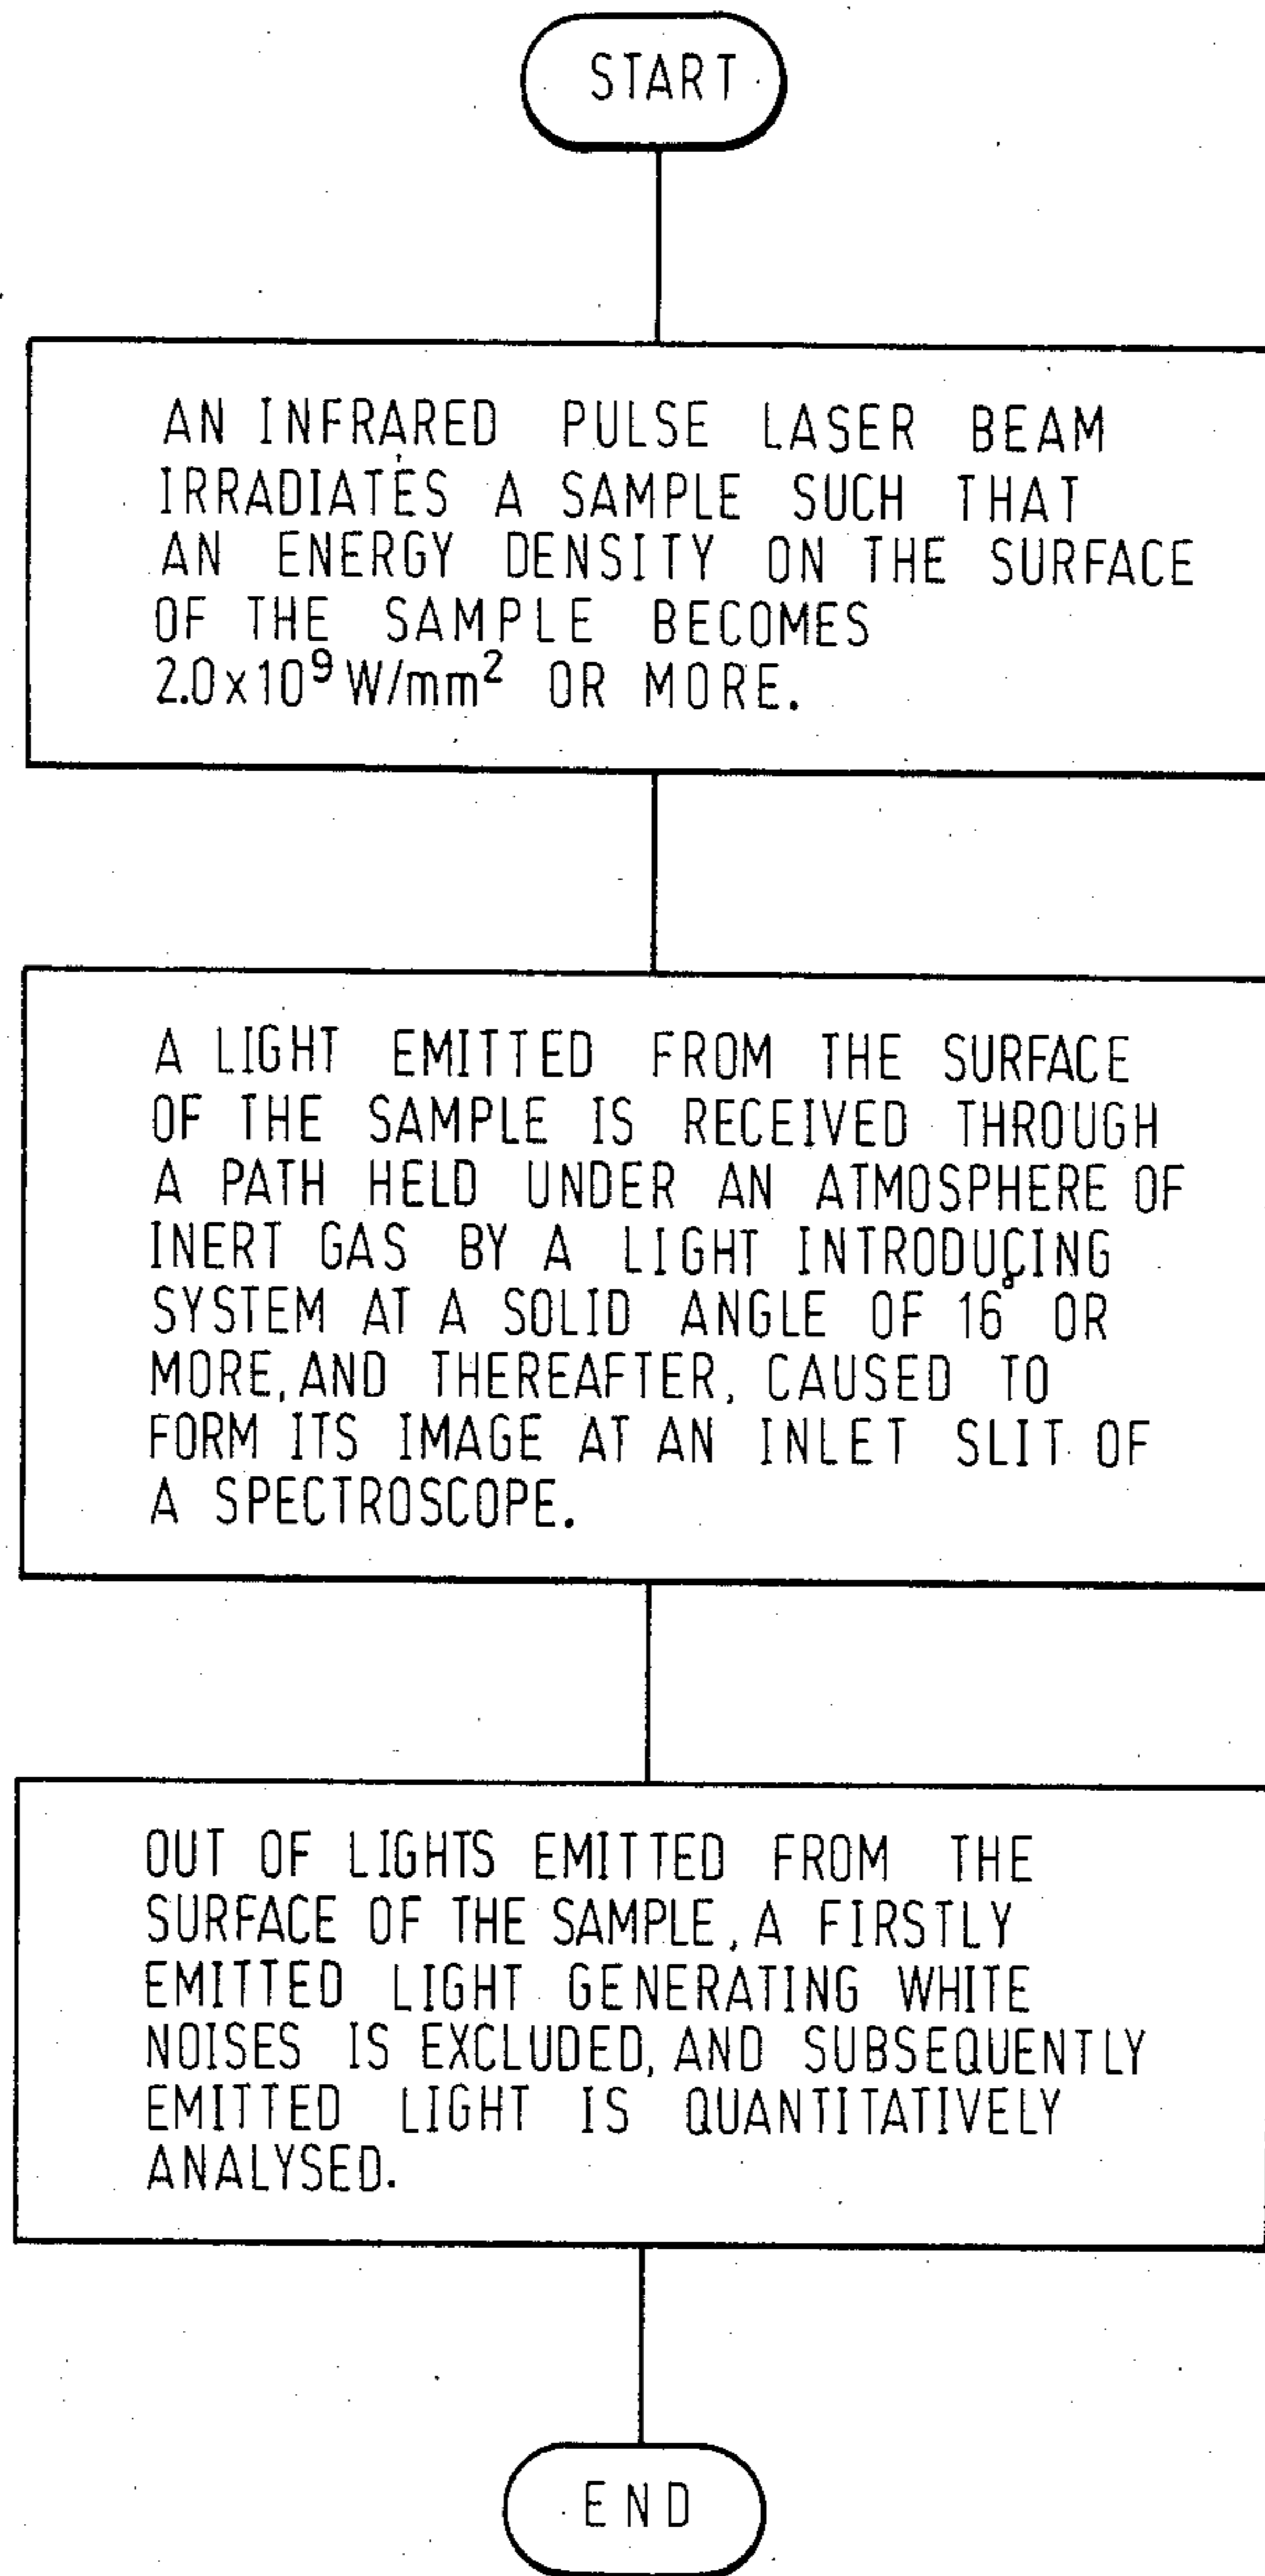 START
AN INFRARED PULSE LASER BEAM
IRRADIATES A SAMPLE SUCH THAT
AN ENERGY DENSITY ON THE SURFACE
OF THE SAMPLE BECOMES
2.0x10⁹ W/mm² OR MORE.
A LIGHT EMITTED FROM THE SURFACE
OF THE SAMPLE IS RECEIVED THROUGH
A PATH HELD UNDER AN ATMOSPHERE OF
INERT GAS BY A LIGHT INTRODUCING
SYSTEM AT A SOLID ANGLE OF 16° OR
MORE, AND THEREAFTER, CAUSED TO
FORM ITS IMAGE AT AN INLET SLIT OF
A SPECTROSCOPE.
OUT OF LIGHTS EMITTED FROM THE
SURFACE OF THE SAMPLE, A FIRSTLY
EMITTED LIGHT GENERATING WHITE
NOISES IS EXCLUDED, AND SUBSEQUENTLY
EMITTED LIGHT IS QUANTITATIVELY
ANALYSED.
END